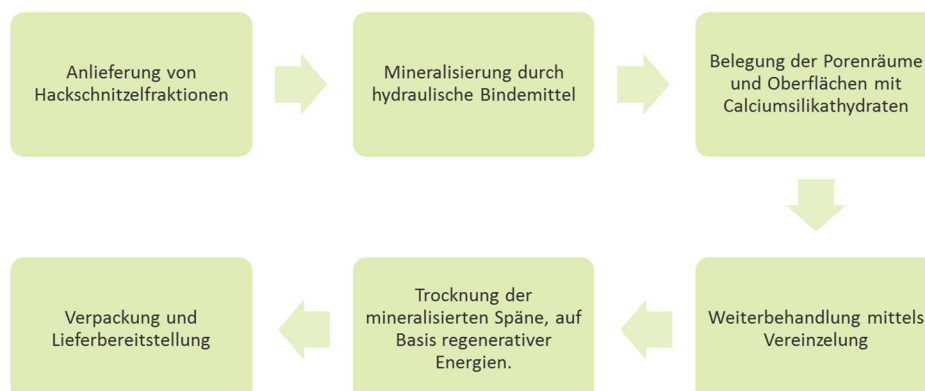 Anlieferung von
Hackschnitzelfraktionen
Mineralisierung durch
hydraulische Bindemittel
Belegung der Porenräume
und Oberflächen mit
Calciumsilikathydraten
Weiterbehandlung mittels
Vereinzelung
Trocknung der
mineralisierten Späne, auf
Basis regenerativer
Energien.
Verpackung und
Lieferbereitstellung